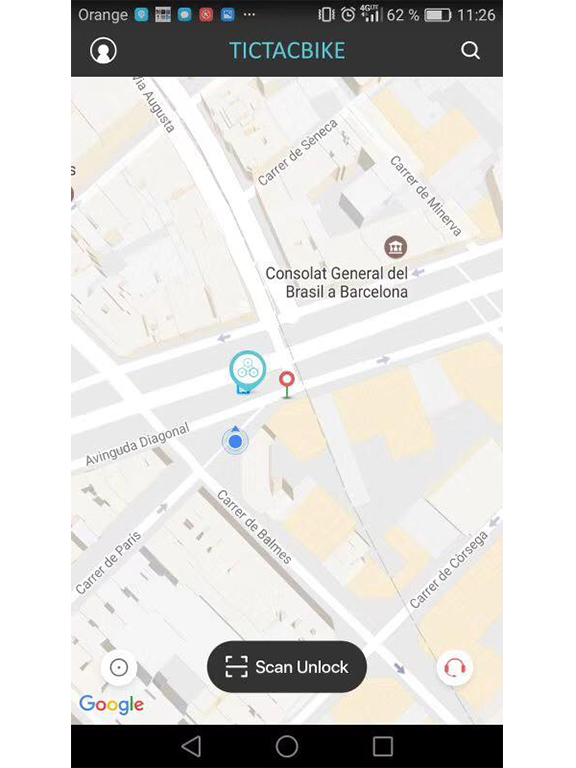 Orange 4G LTE 62 % 11:26
TICTACBIKE
Via Augusta
Carrer de Sèneca
Carrer de Minerva
s
Consolat General del
Brasil a Barcelona
Avinguda Diagonal
Carrer de Balmes
Carrer de París
Carrer de Còrsega
Scan Unlock
Google